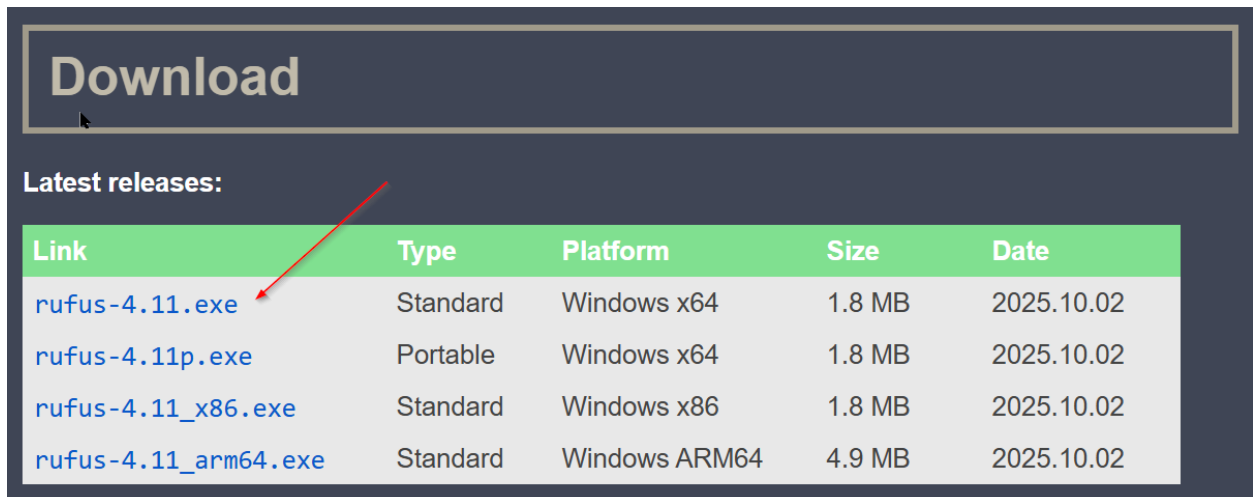 Download
Latest releases:
Link Type Platform Size Date
rufus-4.11.exe Standard Windows x64 1.8 MB 2025.10.02
rufus-4.11p.exe Portable Windows x64 1.8 MB 2025.10.02
rufus-4.11_x86.exe Standard Windows x86 1.8 MB 2025.10.02
rufus-4.11_arm64.exe Standard Windows ARM64 4.9 MB 2025.10.02